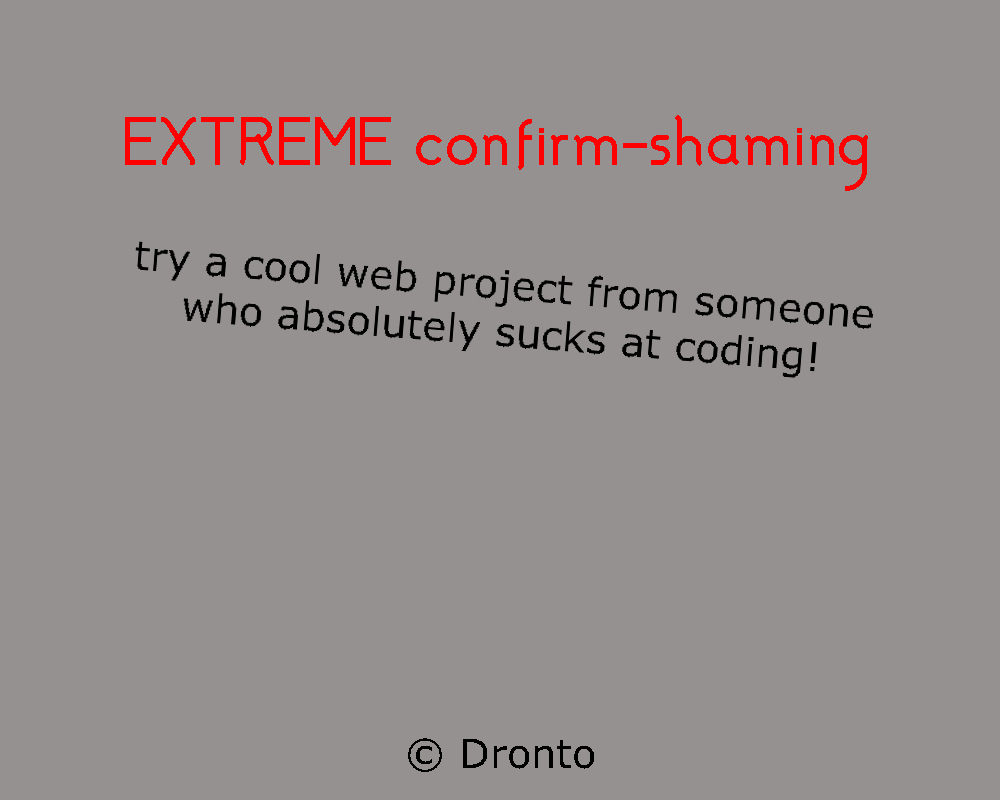 EXTREME confirm-shaming
try a cool web project from someone
who absolutely sucks at coding!
© Dronto